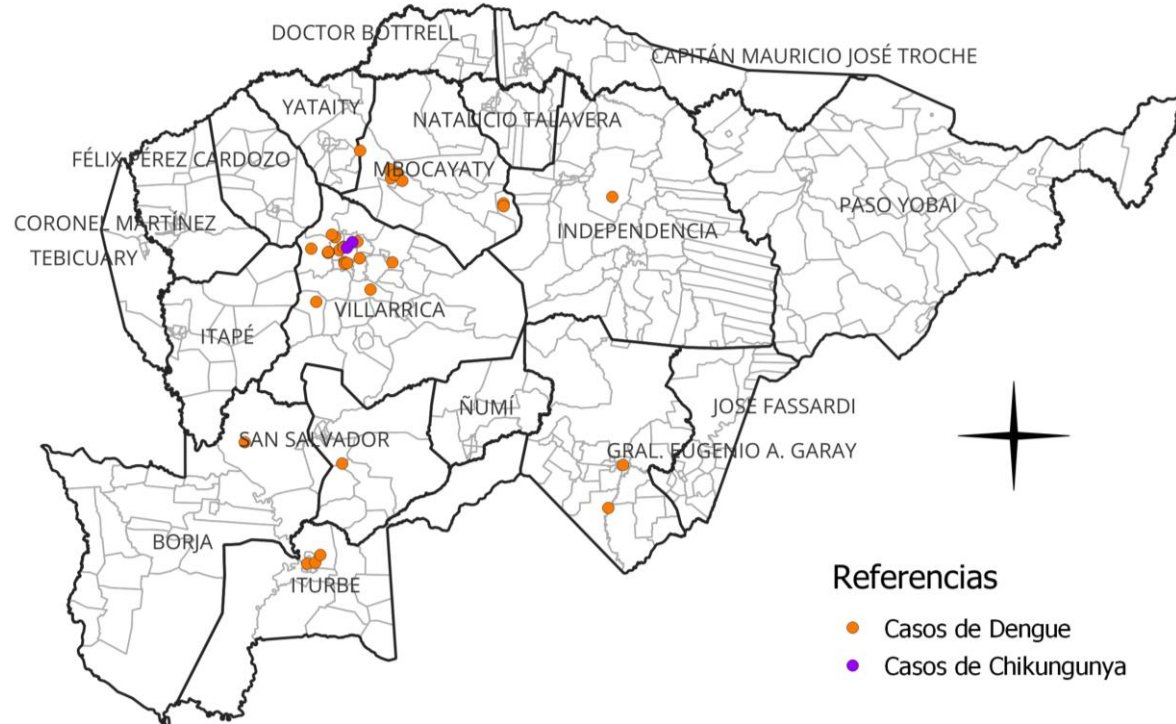 DOCTOR BOTTRELL
CAPITÁN MAURICIO JOSÉ TROCHE
YATAITY
NATALICIO TALAVERA
FÉLIX PÉREZ CARDOZO
MBOCAYATY
CORONEL MARTÍNEZ
PASO YOBAI
TEBICUARY
INDEPENDENCIA
VILLARRICA
ITAPÉ
ÑUMÍ
JOSE FASSARDI
SAN SALVADOR
GRAL. EUGENIO A. GARAY
BORJA
ITURBE
Referencias
Casos de Dengue
Casos de Chikungunya